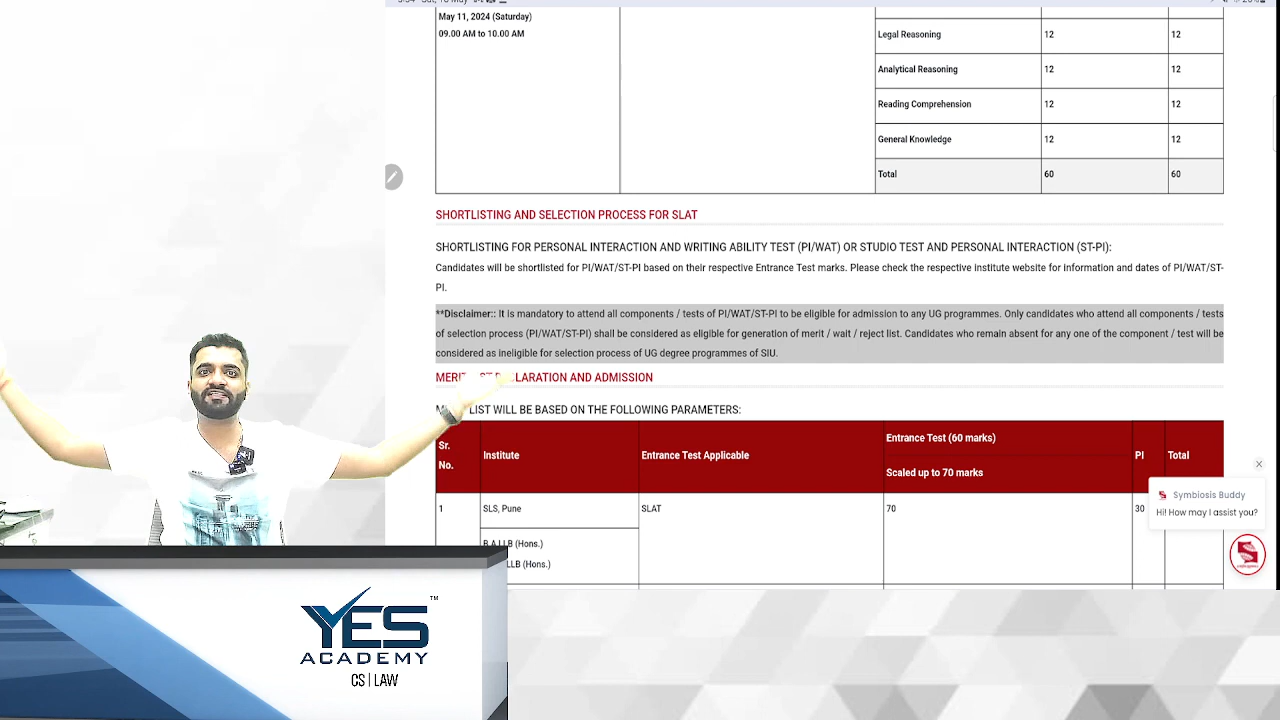 May 11, 2024 (Saturday)
09.00 AM to 10.00 AM
Legal Reasoning 12 12
Analytical Reasoning 12 12
Reading Comprehension 12 12
General Knowledge 12 12
Total 60 60
SHORTLISTING AND SELECTION PROCESS FOR SLAT
SHORTLISTING FOR PERSONAL INTERACTION AND WRITING ABILITY TEST (PI/WAT) OR STUDIO TEST AND PERSONAL INTERACTION (ST-PI):
Candidates will be shortlisted for PI/WAT/ST-PI based on their respective Entrance Test marks. Please check the respective institute website for information and dates of PI/WAT/ST-
PI.
**Disclaimer:: It is mandatory to attend all components / tests of PI/WAT/ST-PI to be eligible for admission to any UG programmes. Only candidates who attend all components / tests
of selection process (PI/WAT/ST-PI) shall be considered as eligible for generation of merit / wait / reject list. Candidates who remain absent for any one of the component / test will be
considered as ineligible for selection process of UG degree programmes of SIU.
AND ADMISSION
LIST WILL BE BASED ON THE FOLLOWING PARAMETERS:
Sr. No. Institute Entrance Test Applicable Entrance Test (60 marks) PI Total
Scaled up to 70 marks
1 SLS, Pune SLAT 70 30
(Hons.)
LLB (Hons.)
Symbiosis Buddy
Hi! How may I assist you?
YES™
ACADEMY
CS | LAW